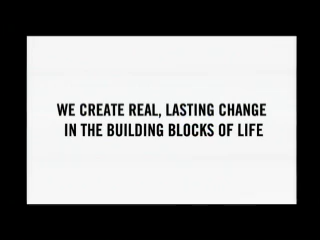 WE CREATE REAL, LASTING CHANGE
IN THE BUILDING BLOCKS OF LIFE